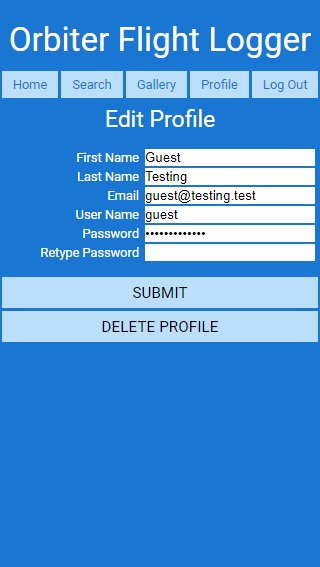 Orbiter Flight Logger
Home Search Gallery Profile Log Out
Edit Profile
First Name Guest
Last Name Testing
Email guest@testing.test
User Name guest
Password •••••••••••••
Retype Password
SUBMIT
DELETE PROFILE